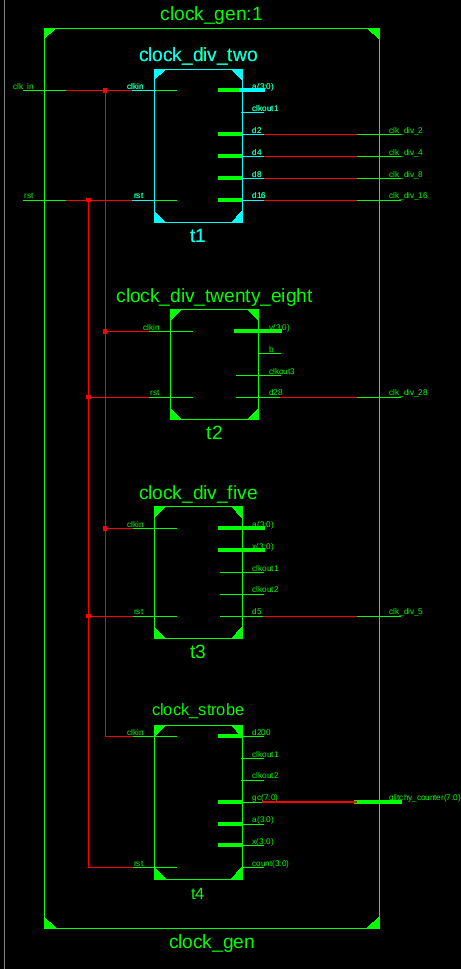 clock_gen:1
clock_div_two
clk_in
clkin
a(3:0)
clkout1
d2
clk_div_2
d4
clk_div_4
d8
clk_div_8
rst
rst
d16
clk_div_16
t1
clock_div_twenty_eight
clkin
y(3:0)
b
clkout3
rst
d28
clk_div_28
t2
clock_div_five
clkin
a(3:0)
x(3:0)
clkout1
clkout2
rst
d5
clk_div_5
t3
clock_strobe
clkin
d200
clkout1
clkout2
gc(7:0)
glitchy_counter(7:0)
a(3:0)
x(3:0)
rst
count(3:0)
t4
clock_gen